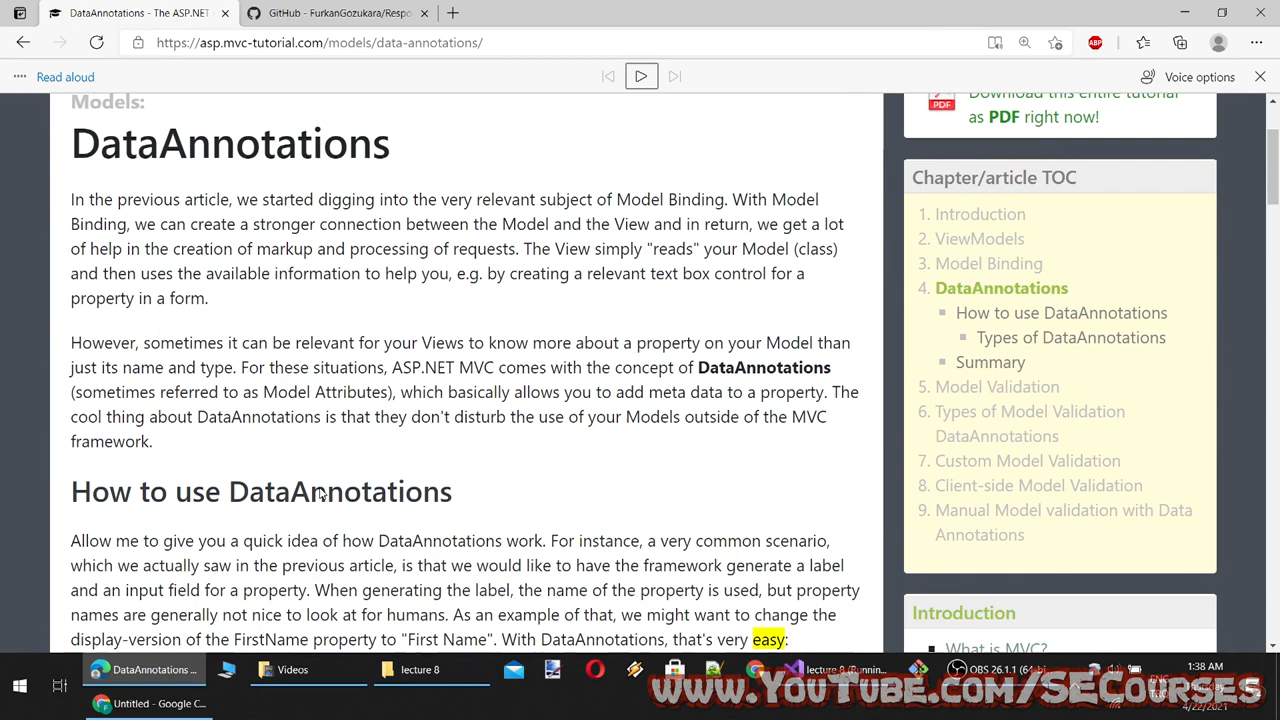 DataAnnotations - The ASP.NET
GitHub - FurkanGozukara/Respo
https://asp.mvc-tutorial.com/models/data-annotations/
ABP
Read aloud
Voice options
Models:
DataAnnotations
In the previous article, we started digging into the very relevant subject of Model Binding. With Model
Binding, we can create a stronger connection between the Model and the View and in return, we get a lot
of help in the creation of markup and processing of requests. The View simply "reads" your Model (class)
and then uses the available information to help you, e.g. by creating a relevant text box control for a
property in a form.
However, sometimes it can be relevant for your Views to know more about a property on your Model than
just its name and type. For these situations, ASP.NET MVC comes with the concept of DataAnnotations
(sometimes referred to as Model Attributes), which basically allows you to add meta data to a property. The
cool thing about DataAnnotations is that they don't disturb the use of your Models outside of the MVC
framework.
How to use DataAnnotations
Allow me to give you a quick idea of how DataAnnotations work. For instance, a very common scenario,
which we actually saw in the previous article, is that we would like to have the framework generate a label
and an input field for a property. When generating the label, the name of the property is used, but property
names are generally not nice to look at for humans. As an example of that, we might want to change the
display-version of the FirstName property to "First Name". With DataAnnotations, that's very easy:
Download this entire tutorial
PDF
as PDF right now!
Chapter/article TOC
1. Introduction
2. ViewModels
3. Model Binding
4. DataAnnotations
How to use DataAnnotations
Types of DataAnnotations
Summary
5. Model Validation
6. Types of Model Validation
DataAnnotations
7. Custom Model Validation
8. Client-side Model Validation
9. Manual Model validation with Data
Annotations
Introduction
What is MVC?
DataAnnotations ...
Videos
lecture 8
lecture 8 (Runnin...
OBS 26.1.1 (64-bi...
1:38 AM
ENG
Untitled - Google C...
4/22/2021
www.YouTube.com/SECourses